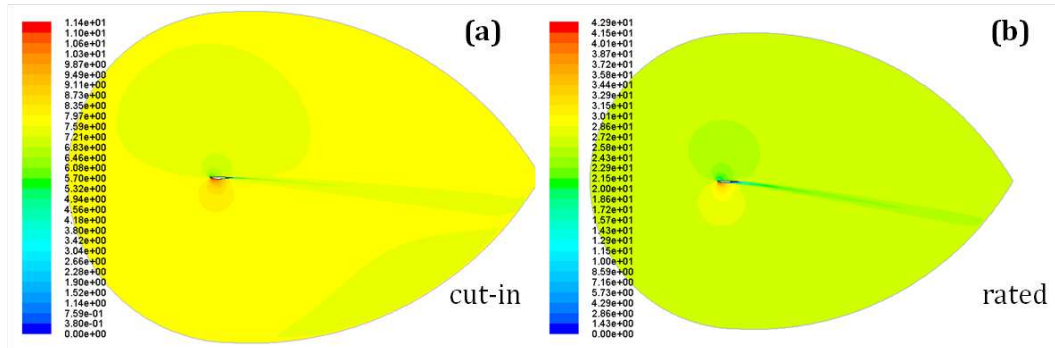 1.14e+01
1.10e+01
1.06e+01
1.03e+01
9.87e+00
9.49e+00
9.11e+00
8.73e+00
8.35e+00
7.97e+00
7.59e+00
7.21e+00
6.83e+00
6.46e+00
6.08e+00
5.70e+00
5.32e+00
4.94e+00
4.56e+00
4.18e+00
3.80e+00
3.42e+00
3.04e+00
2.66e+00
2.28e+00
1.90e+00
1.52e+00
1.14e+00
7.59e-01
3.80e-01
0.00e+00
(a)
cut-in
4.29e+01
4.15e+01
4.01e+01
3.87e+01
3.72e+01
3.58e+01
3.44e+01
3.29e+01
3.15e+01
3.01e+01
2.86e+01
2.72e+01
2.58e+01
2.43e+01
2.29e+01
2.15e+01
2.00e+01
1.86e+01
1.72e+01
1.57e+01
1.43e+01
1.29e+01
1.15e+01
1.00e+01
8.59e+00
7.16e+00
5.73e+00
4.29e+00
2.86e+00
1.43e+00
0.00e+00
(b)
rated